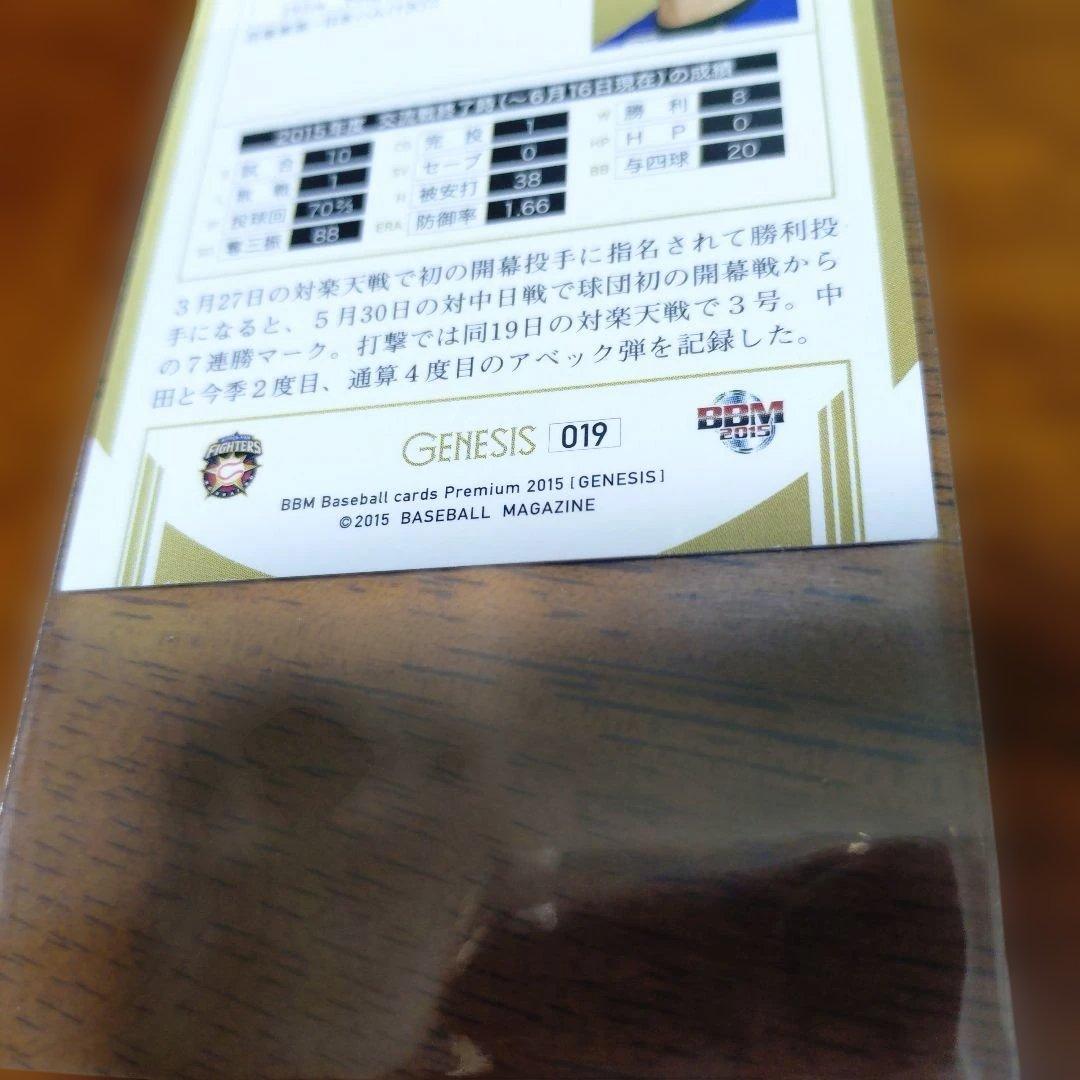 2015年度 交流戦終了時(～6月16日現在)の成績
試合 10 CG 完投 1 W 勝利 8
L 敗戦 1 SV セーブ 0 HP HP 0
IP 投球回 70⅔ H 被安打 38 BB 与四球 20
SO 奪三振 88 ERA 防御率 1.66
3月27日の対楽天戦で初の開幕投手に指名されて勝利投
手になると、5月30日の対中日戦で球団初の開幕戦から
の7連勝マーク。打撃では同19日の対楽天戦で3号。中
田と今季2度目、通算4度目のアベック弾を記録した。
FIGHTERS
GENESIS 019
BBM
2015
BBM Baseball cards Premium 2015 [GENESIS]
©2015 BASEBALL MAGAZINE